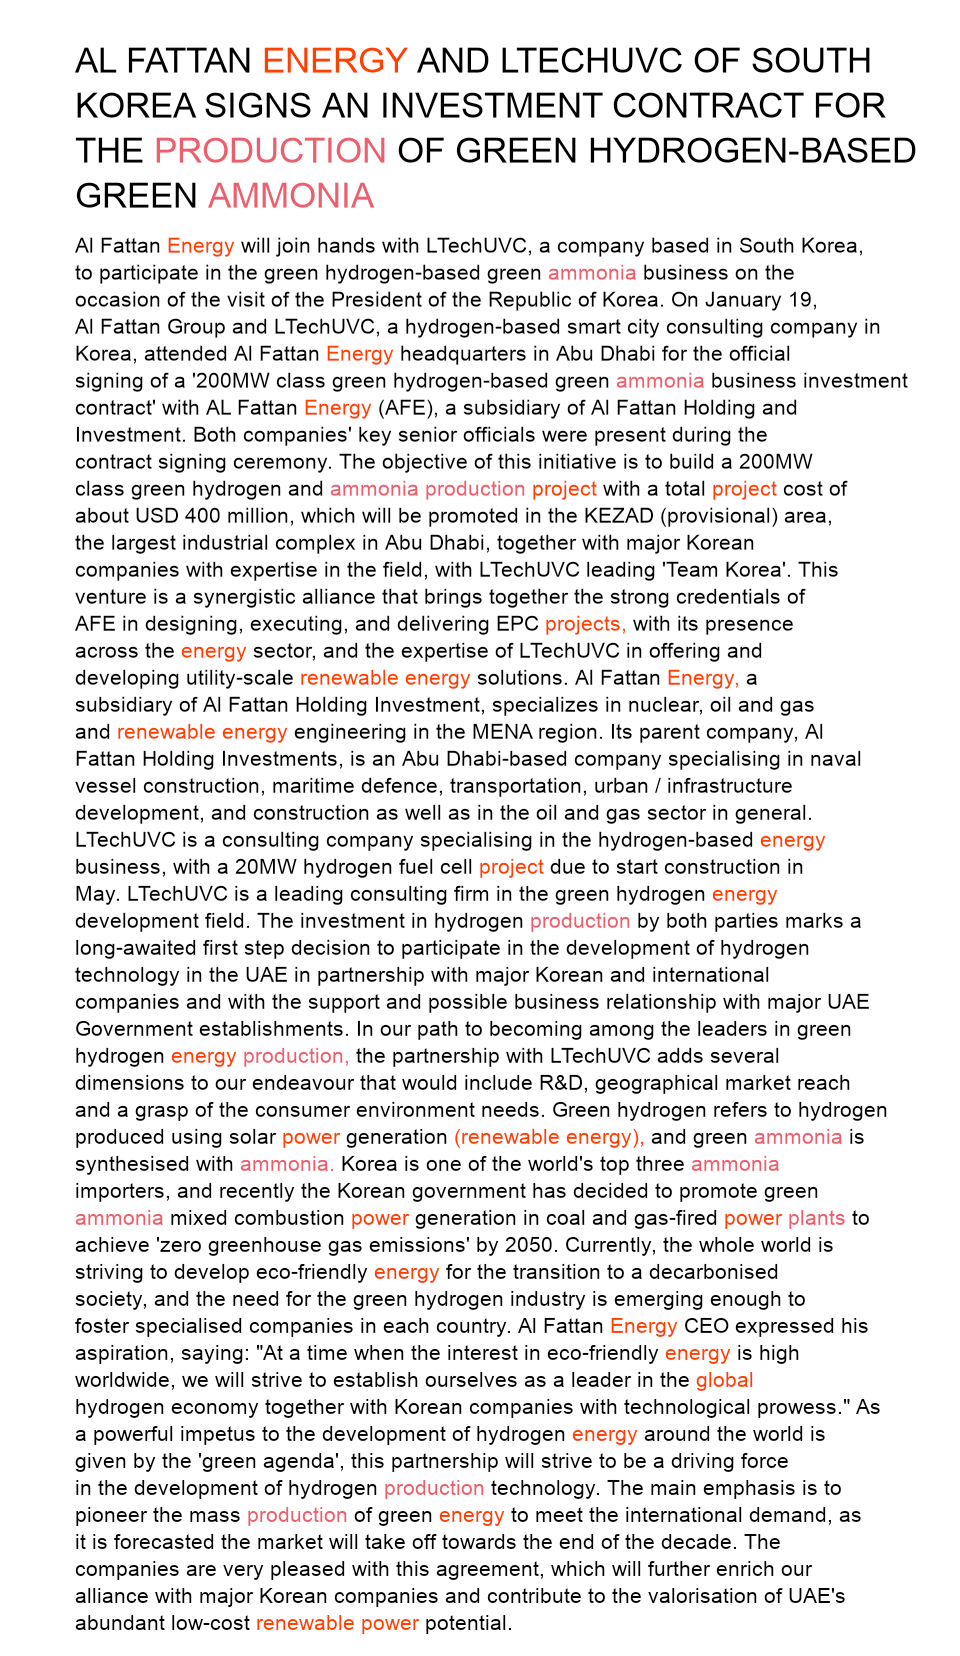 AL FATTAN ENERGY AND LTECHUVC OF SOUTH
KOREA SIGNS AN INVESTMENT CONTRACT FOR
THE PRODUCTION OF GREEN HYDROGEN-BASED
GREEN AMMONIA
Al Fattan Energy will join hands with LTechUVC, a company based in South Korea,
to participate in the green hydrogen-based green ammonia business on the
occasion of the visit of the President of the Republic of Korea. On January 19,
Al Fattan Group and LTechUVC, a hydrogen-based smart city consulting company in
Korea, attended Al Fattan Energy headquarters in Abu Dhabi for the official
signing of a '200MW class green hydrogen-based green ammonia business investment
contract' with AL Fattan Energy (AFE), a subsidiary of Al Fattan Holding and
Investment. Both companies' key senior officials were present during the
contract signing ceremony. The objective of this initiative is to build a 200MW
class green hydrogen and ammonia production project with a total project cost of
about USD 400 million, which will be promoted in the KEZAD (provisional) area,
the largest industrial complex in Abu Dhabi, together with major Korean
companies with expertise in the field, with LTechUVC leading 'Team Korea'. This
venture is a synergistic alliance that brings together the strong credentials of
AFE in designing, executing, and delivering EPC projects, with its presence
across the energy sector, and the expertise of LTechUVC in offering and
developing utility-scale renewable energy solutions. Al Fattan Energy, a
subsidiary of Al Fattan Holding Investment, specializes in nuclear, oil and gas
and renewable energy engineering in the MENA region. Its parent company, Al
Fattan Holding Investments, is an Abu Dhabi-based company specialising in naval
vessel construction, maritime defence, transportation, urban / infrastructure
development, and construction as well as in the oil and gas sector in general.
LTechUVC is a consulting company specialising in the hydrogen-based energy
business, with a 20MW hydrogen fuel cell project due to start construction in
May. LTechUVC is a leading consulting firm in the green hydrogen energy
development field. The investment in hydrogen production by both parties marks a
long-awaited first step decision to participate in the development of hydrogen
technology in the UAE in partnership with major Korean and international
companies and with the support and possible business relationship with major UAE
Government establishments. In our path to becoming among the leaders in green
hydrogen energy production, the partnership with LTechUVC adds several
dimensions to our endeavour that would include R&D, geographical market reach
and a grasp of the consumer environment needs. Green hydrogen refers to hydrogen
produced using solar power generation (renewable energy), and green ammonia is
synthesised with ammonia. Korea is one of the world's top three ammonia
importers, and recently the Korean government has decided to promote green
ammonia mixed combustion power generation in coal and gas-fired power plants to
achieve 'zero greenhouse gas emissions' by 2050. Currently, the whole world is
striving to develop eco-friendly energy for the transition to a decarbonised
society, and the need for the green hydrogen industry is emerging enough to
foster specialised companies in each country. Al Fattan Energy CEO expressed his
aspiration, saying: "At a time when the interest in eco-friendly energy is high
worldwide, we will strive to establish ourselves as a leader in the global
hydrogen economy together with Korean companies with technological prowess." As
a powerful impetus to the development of hydrogen energy around the world is
given by the 'green agenda', this partnership will strive to be a driving force
in the development of hydrogen production technology. The main emphasis is to
pioneer the mass production of green energy to meet the international demand, as
it is forecasted the market will take off towards the end of the decade. The
companies are very pleased with this agreement, which will further enrich our
alliance with major Korean companies and contribute to the valorisation of UAE's
abundant low-cost renewable power potential.